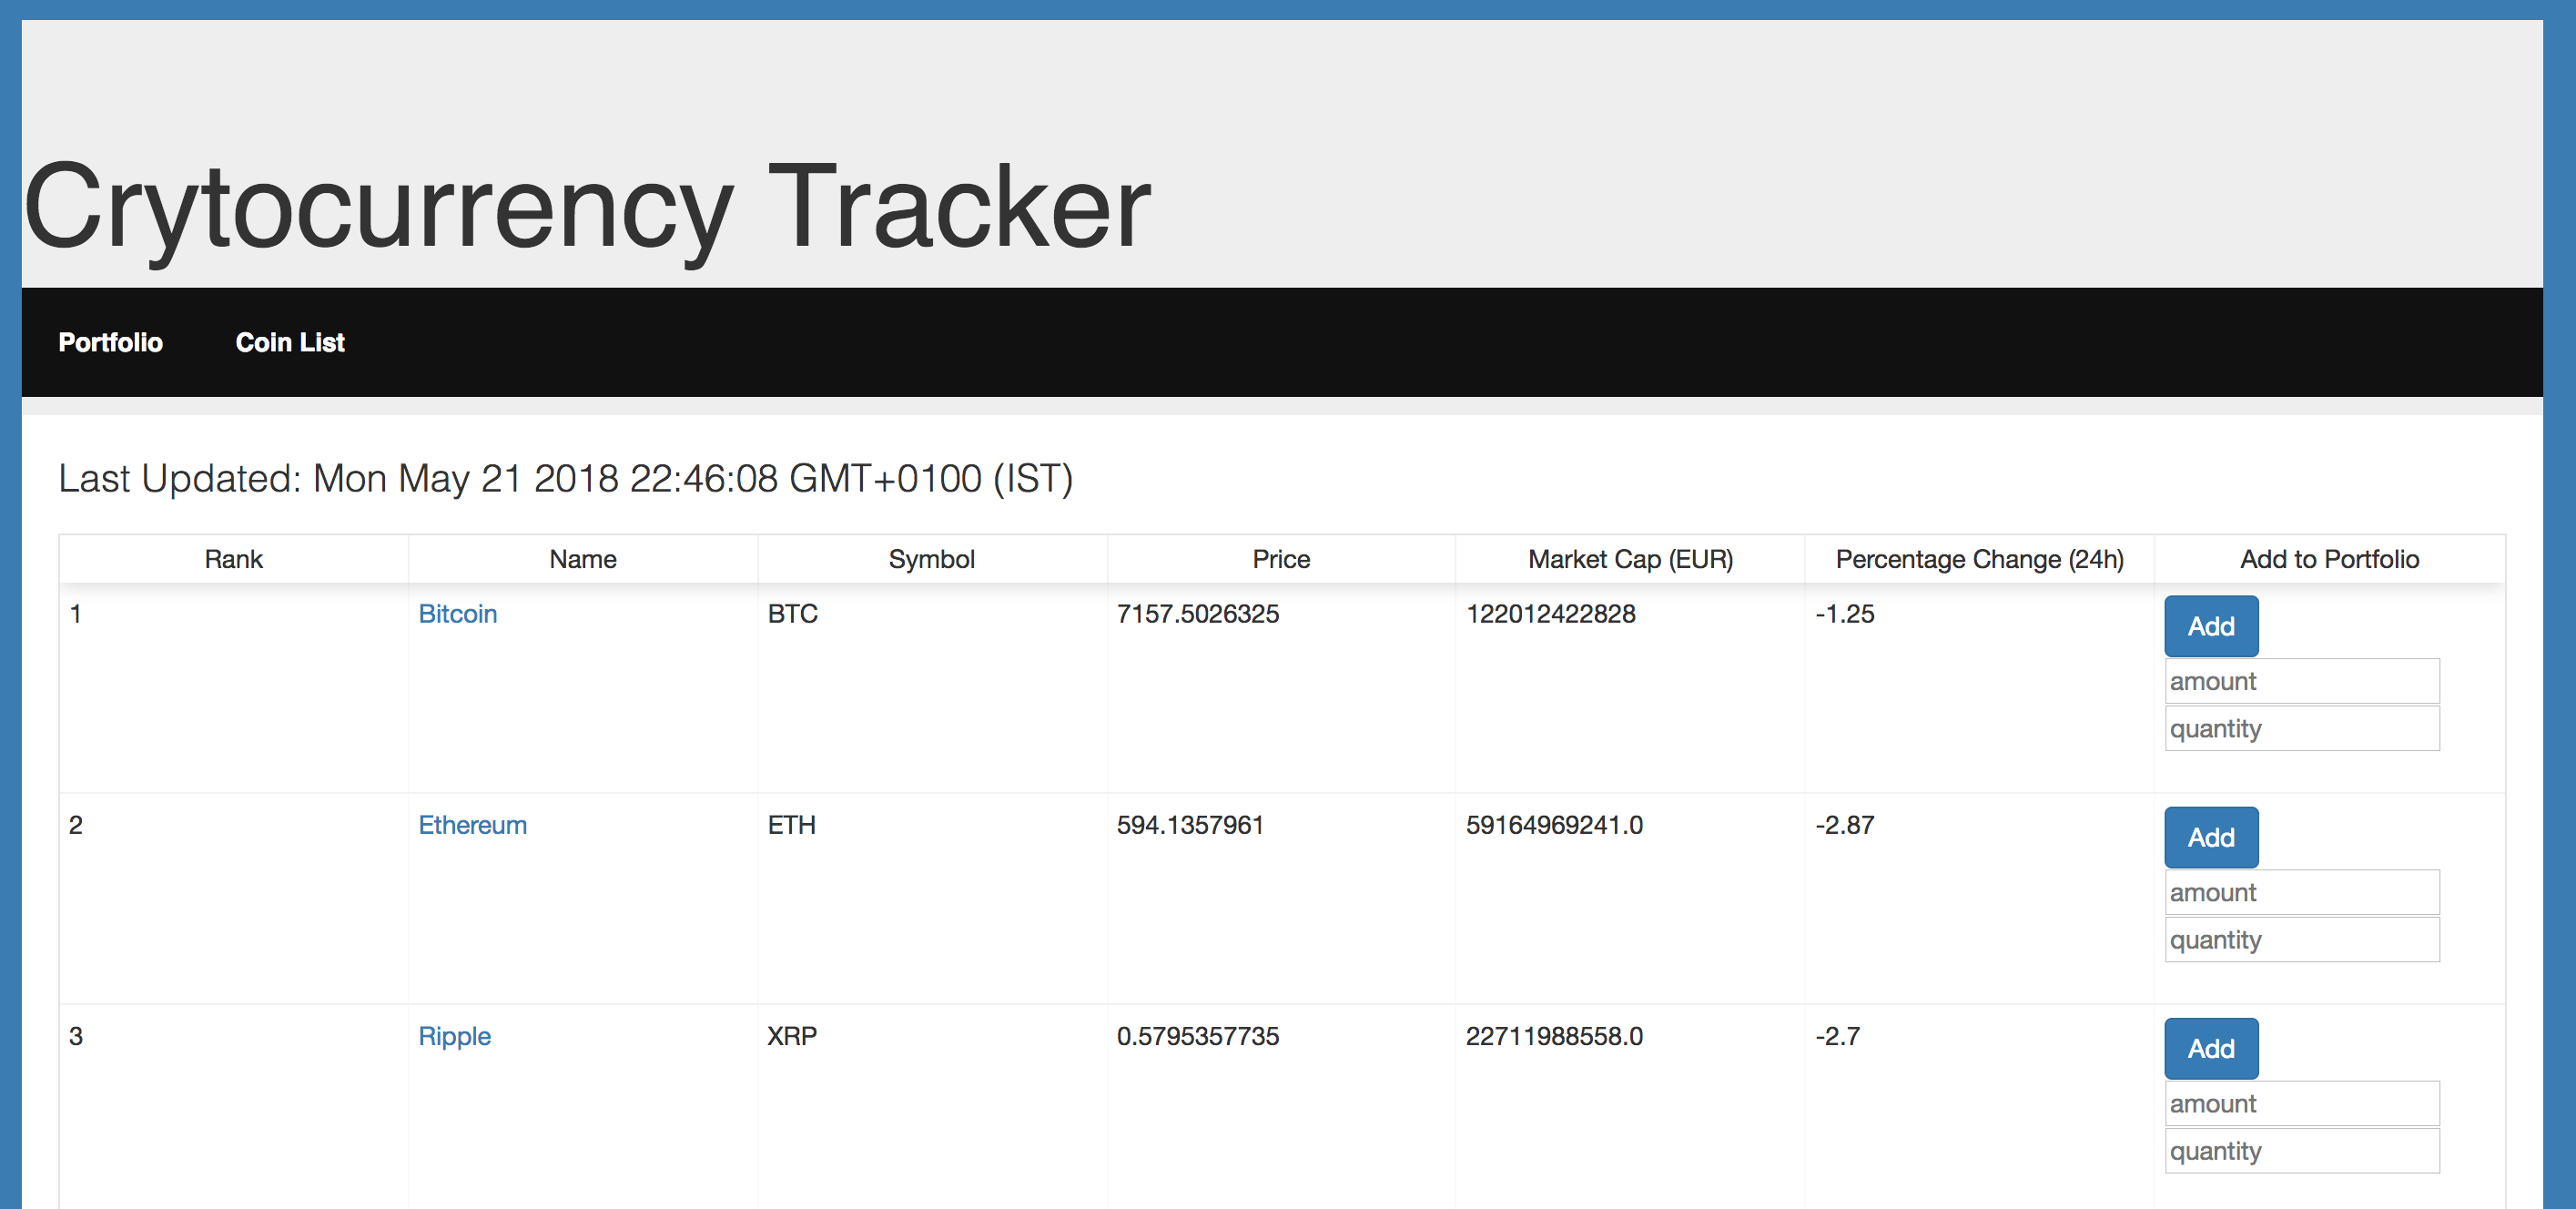 Crytocurrency Tracker
Portfolio Coin List
Last Updated: Mon May 21 2018 22:46:08 GMT+0100 (IST)
Rank Name Symbol Price Market Cap (EUR) Percentage Change (24h) Add to Portfolio
1 Bitcoin BTC 7157.5026325 122012422828 -1.25 Add
amount
quantity
2 Ethereum ETH 594.1357961 59164969241.0 -2.87 Add
amount
quantity
3 Ripple XRP 0.5795357735 22711988558.0 -2.7 Add
amount
quantity